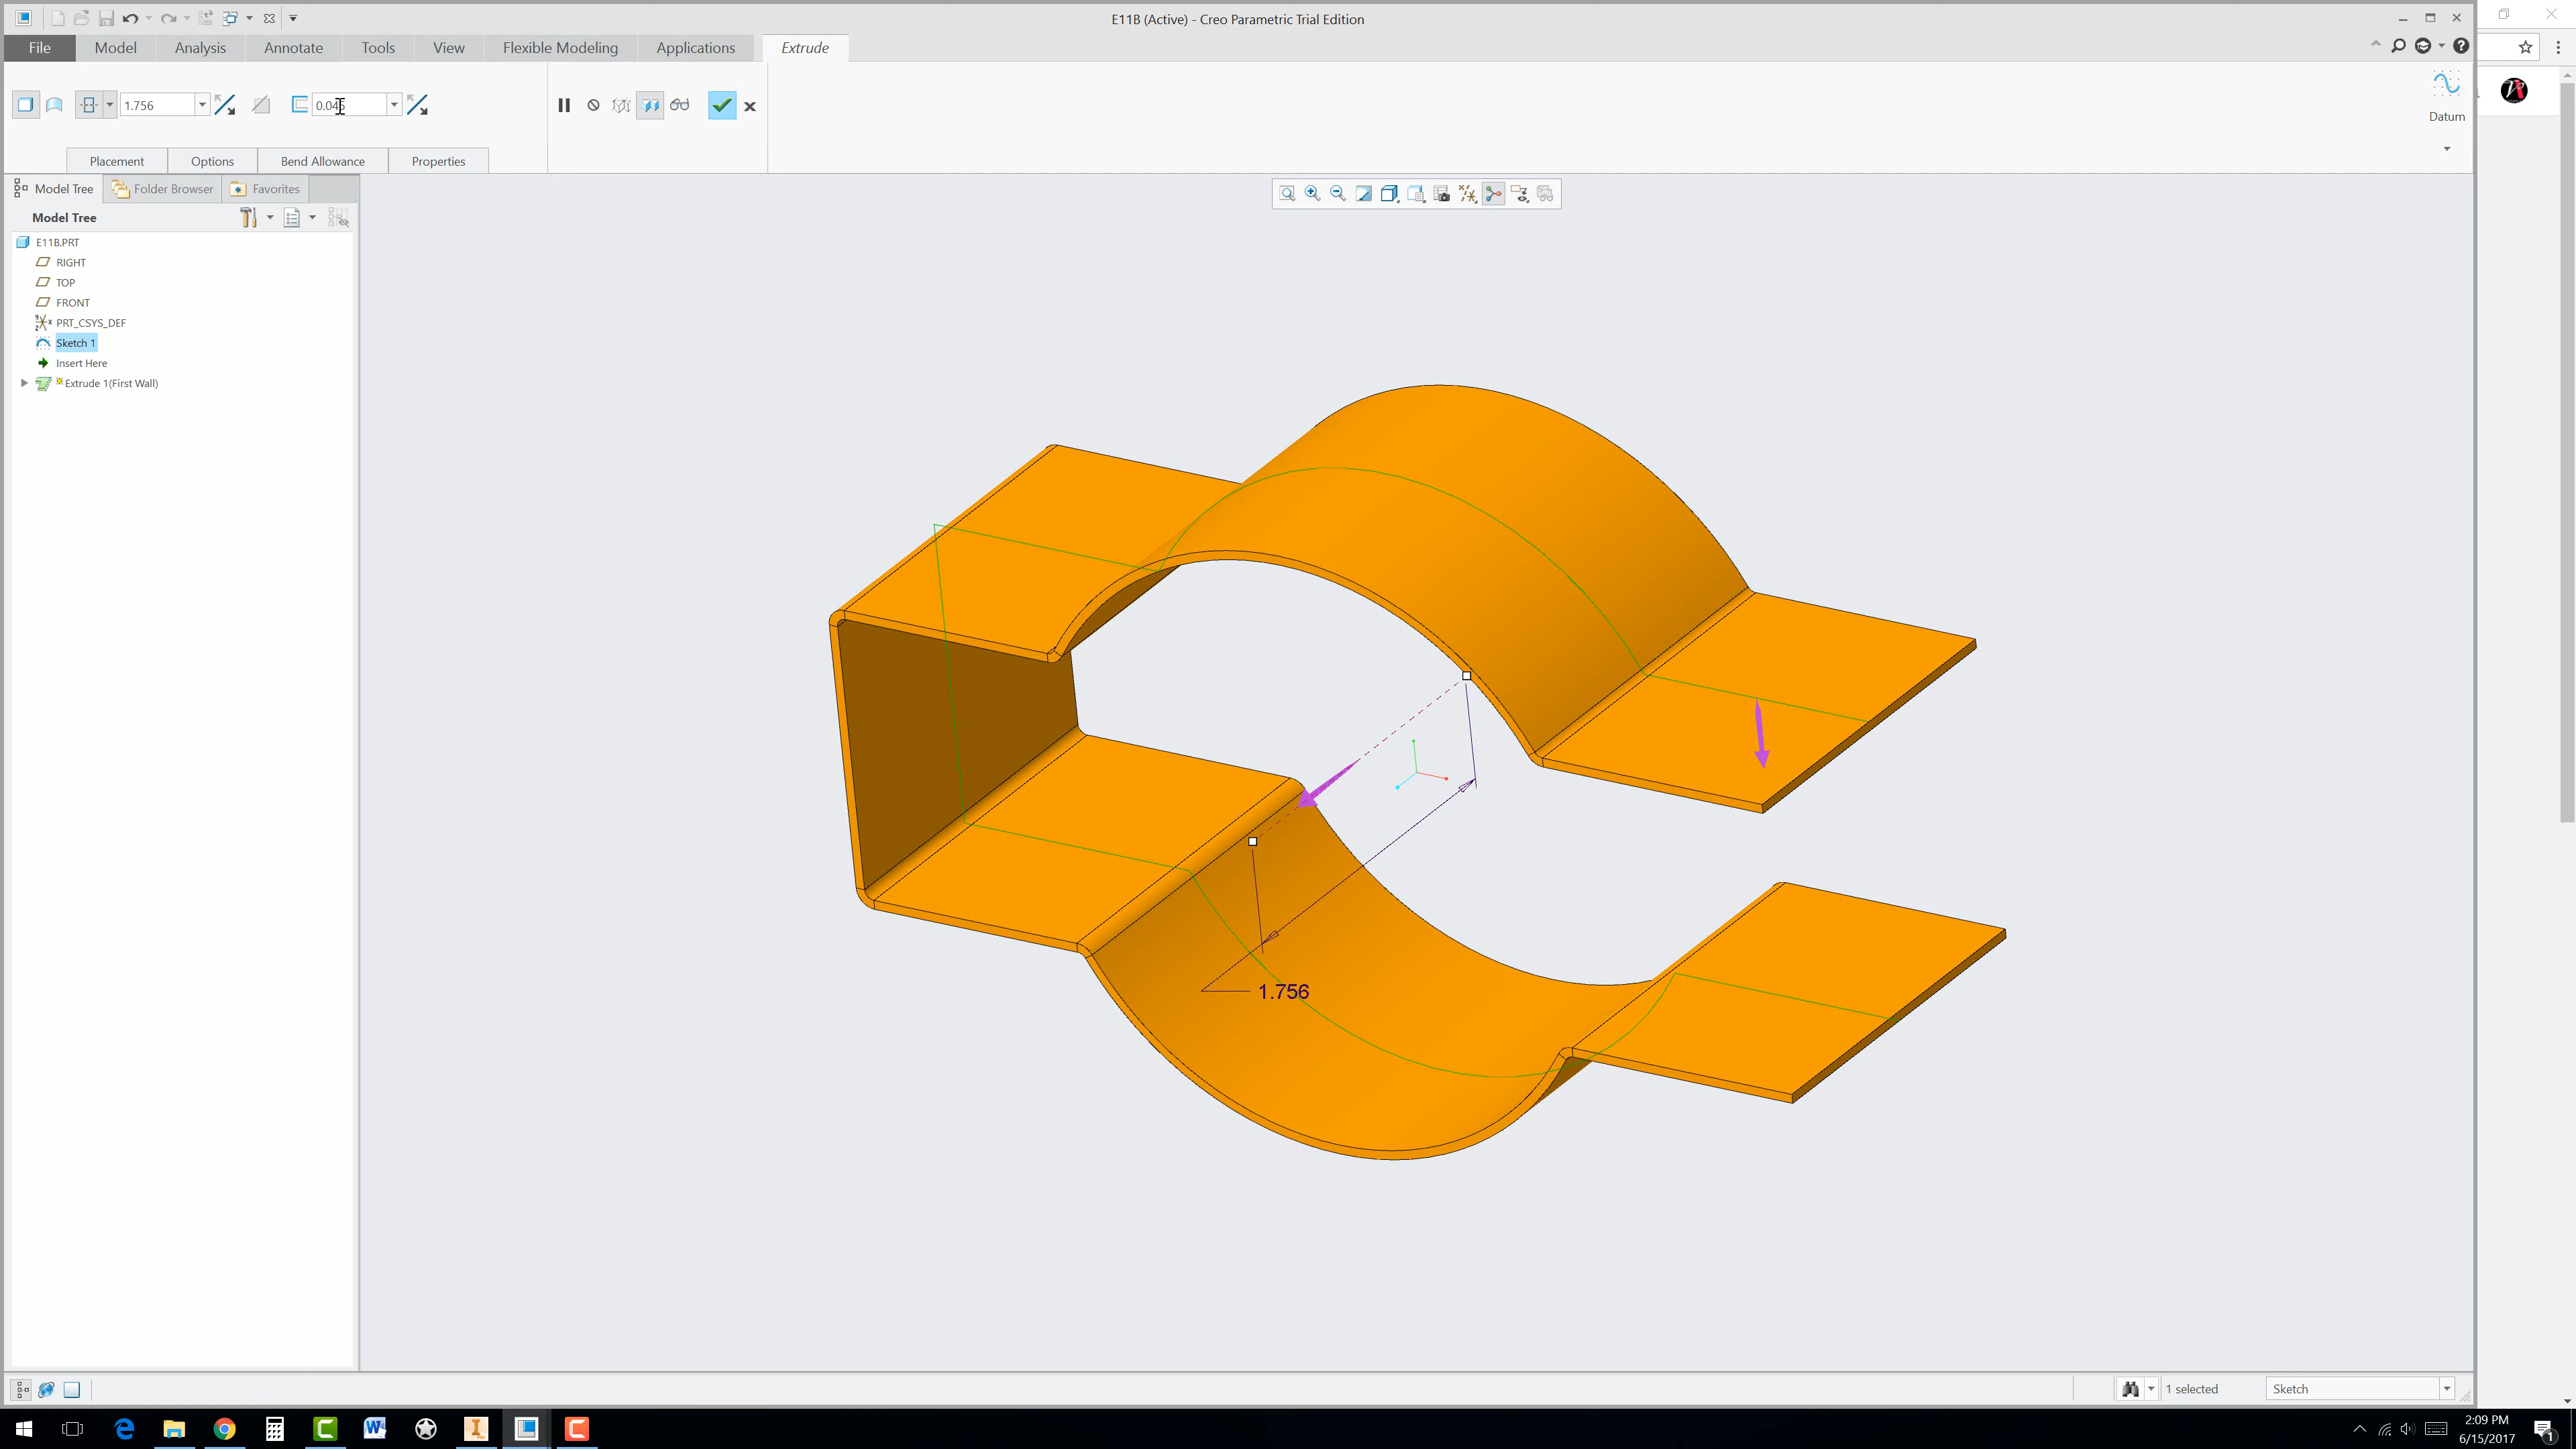 E11B (Active) - Creo Parametric Trial Edition
File Model Analysis Annotate Tools View Flexible Modeling Applications Extrude
1.756
Datum
Placement Options Bend Allowance Properties
Model Tree Folder Browser Favorites
Model Tree
E11B.PRT
RIGHT
TOP
FRONT
PRT_CSYS_DEF
Sketch 1
Insert Here
Extrude 1(First Wall)
1.756
1 selected Sketch
2:09 PM
6/15/2017
1